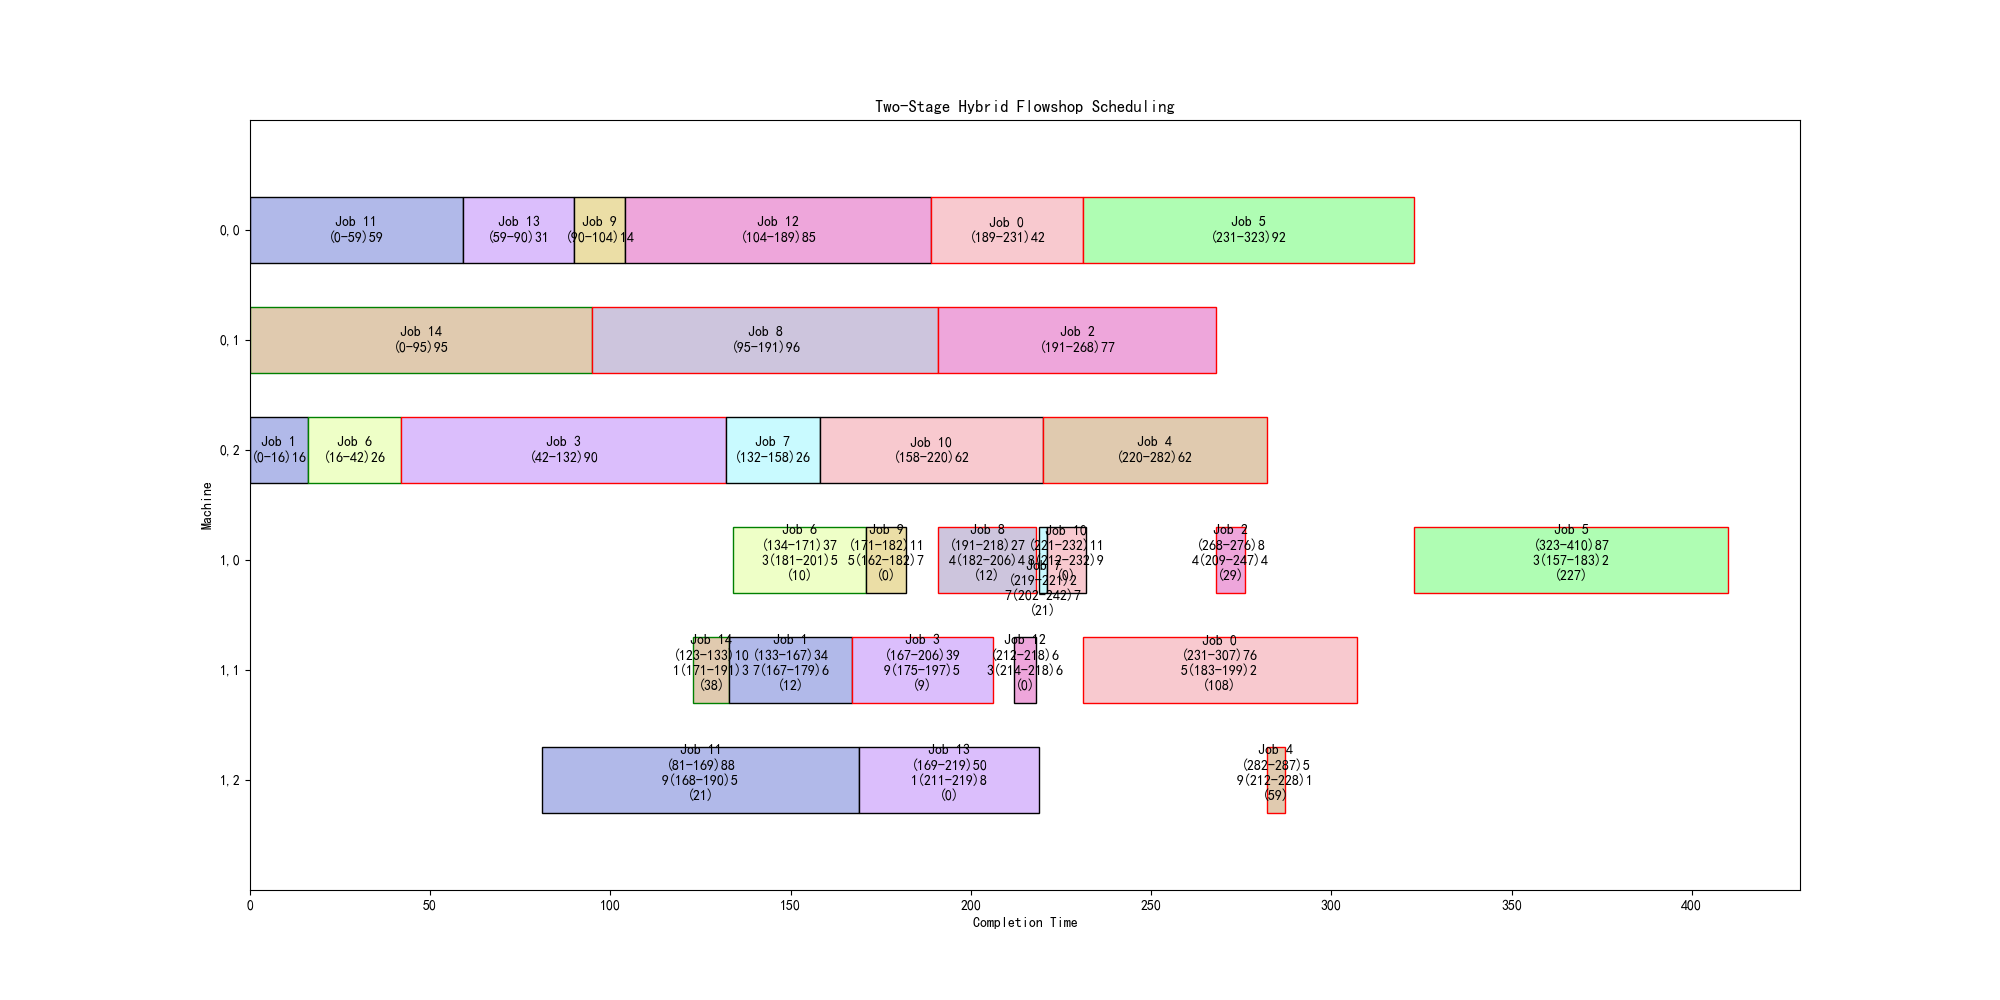 Two-Stage Hybrid Flowshop Scheduling
Machine
0,0
Job 11
(0-59)59
Job 13
(59-90)31
Job 9
(90-104)14
Job 12
(104-189)85
Job 0
(189-231)42
Job 5
(231-323)92
0,1
Job 14
(0-95)95
Job 8
(95-191)96
Job 2
(191-268)77
0,2
Job 1
(0-16)16
Job 6
(16-42)26
Job 3
(42-132)90
Job 7
(132-158)26
Job 10
(158-220)62
Job 4
(220-282)62
1,0
Job 6
(134-171)37
3(181-201)5
(10)
Job 9
(171-182)11
5(162-182)7
(0)
Job 8
(191-218)27
4(182-206)4
(12)
Job 7
(219-221)2
7(202-242)7
(21)
Job 10
(221-232)11
8(212-232)9
(0)
Job 2
(268-276)8
4(209-247)4
(29)
Job 5
(323-410)87
3(157-183)2
(227)
1,1
Job 14
(123-133)10
1(171-191)3
(38)
Job 1
(133-167)34
7(167-179)6
(12)
Job 3
(167-206)39
9(175-197)5
(9)
Job 12
(212-218)6
3(214-218)6
(0)
Job 0
(231-307)76
5(183-199)2
(108)
1,2
Job 11
(81-169)88
9(168-190)5
(21)
Job 13
(169-219)50
1(211-219)8
(0)
Job 4
(282-287)5
9(212-228)1
(59)
0
50
100
150
200
250
300
350
400
Completion Time